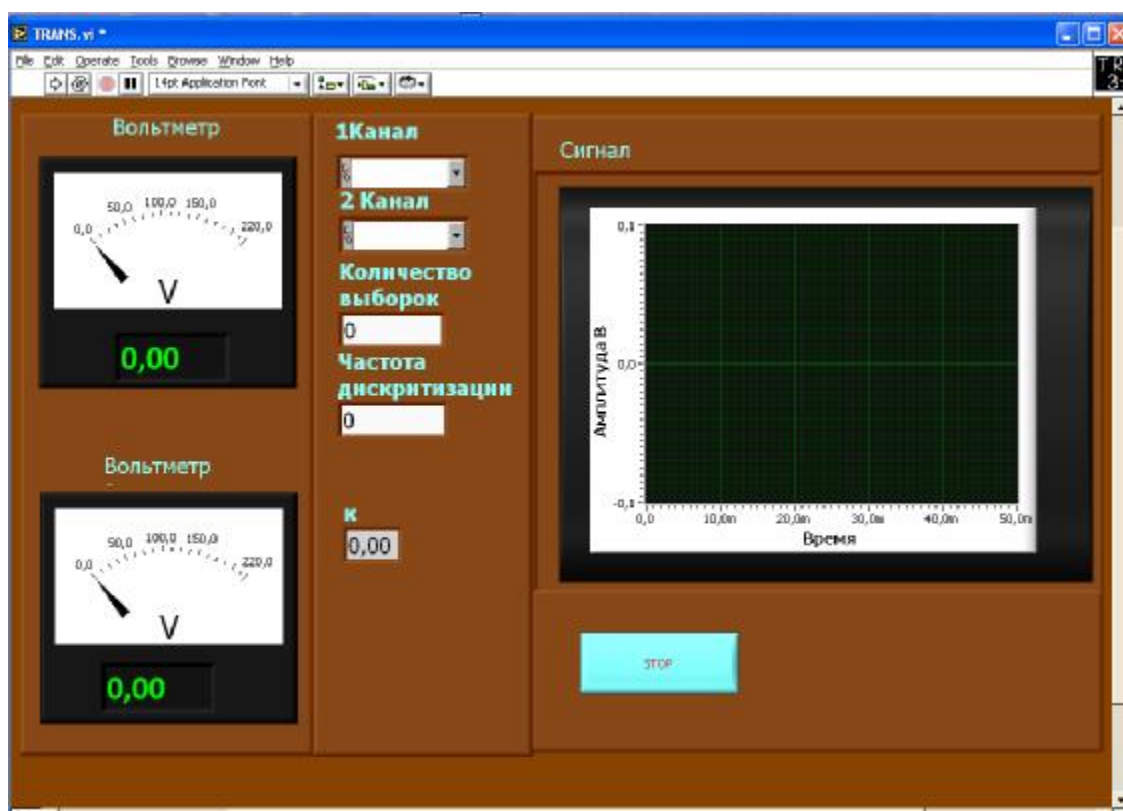 TRANS.vi *
File Edit Operate Tools Browse Window Help
14pt Application Font
T R
3
Вольтметр
0,0 50,0 100,0 150,0 220,0
V
0,00
Вольтметр
0,0 50,0 100,0 150,0 220,0
V
0,00
1Канал
2 Канал
Количество
выборок
0
Частота
дискритизации
0
К
0,00
Сигнал
Амплитуда В
0,1
0,0
-0,1
0,0 10,0m 20,0m 30,0m 40,0m 50,0m
Время
STOP